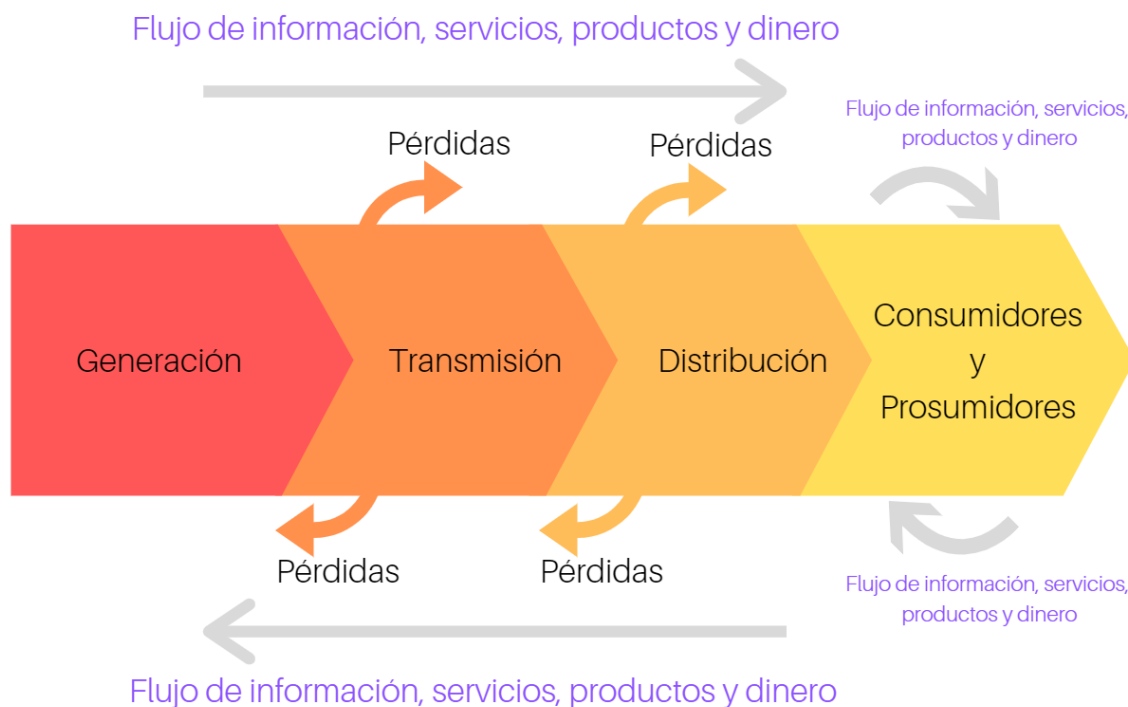 Flujo de información, servicios, productos y dinero
Flujo de información, servicios,
productos y dinero
Pérdidas
Pérdidas
Generación
Transmisión
Distribución
Consumidores
y
Prosumidores
Pérdidas
Pérdidas
Flujo de información, servicios,
productos y dinero
Flujo de información, servicios, productos y dinero